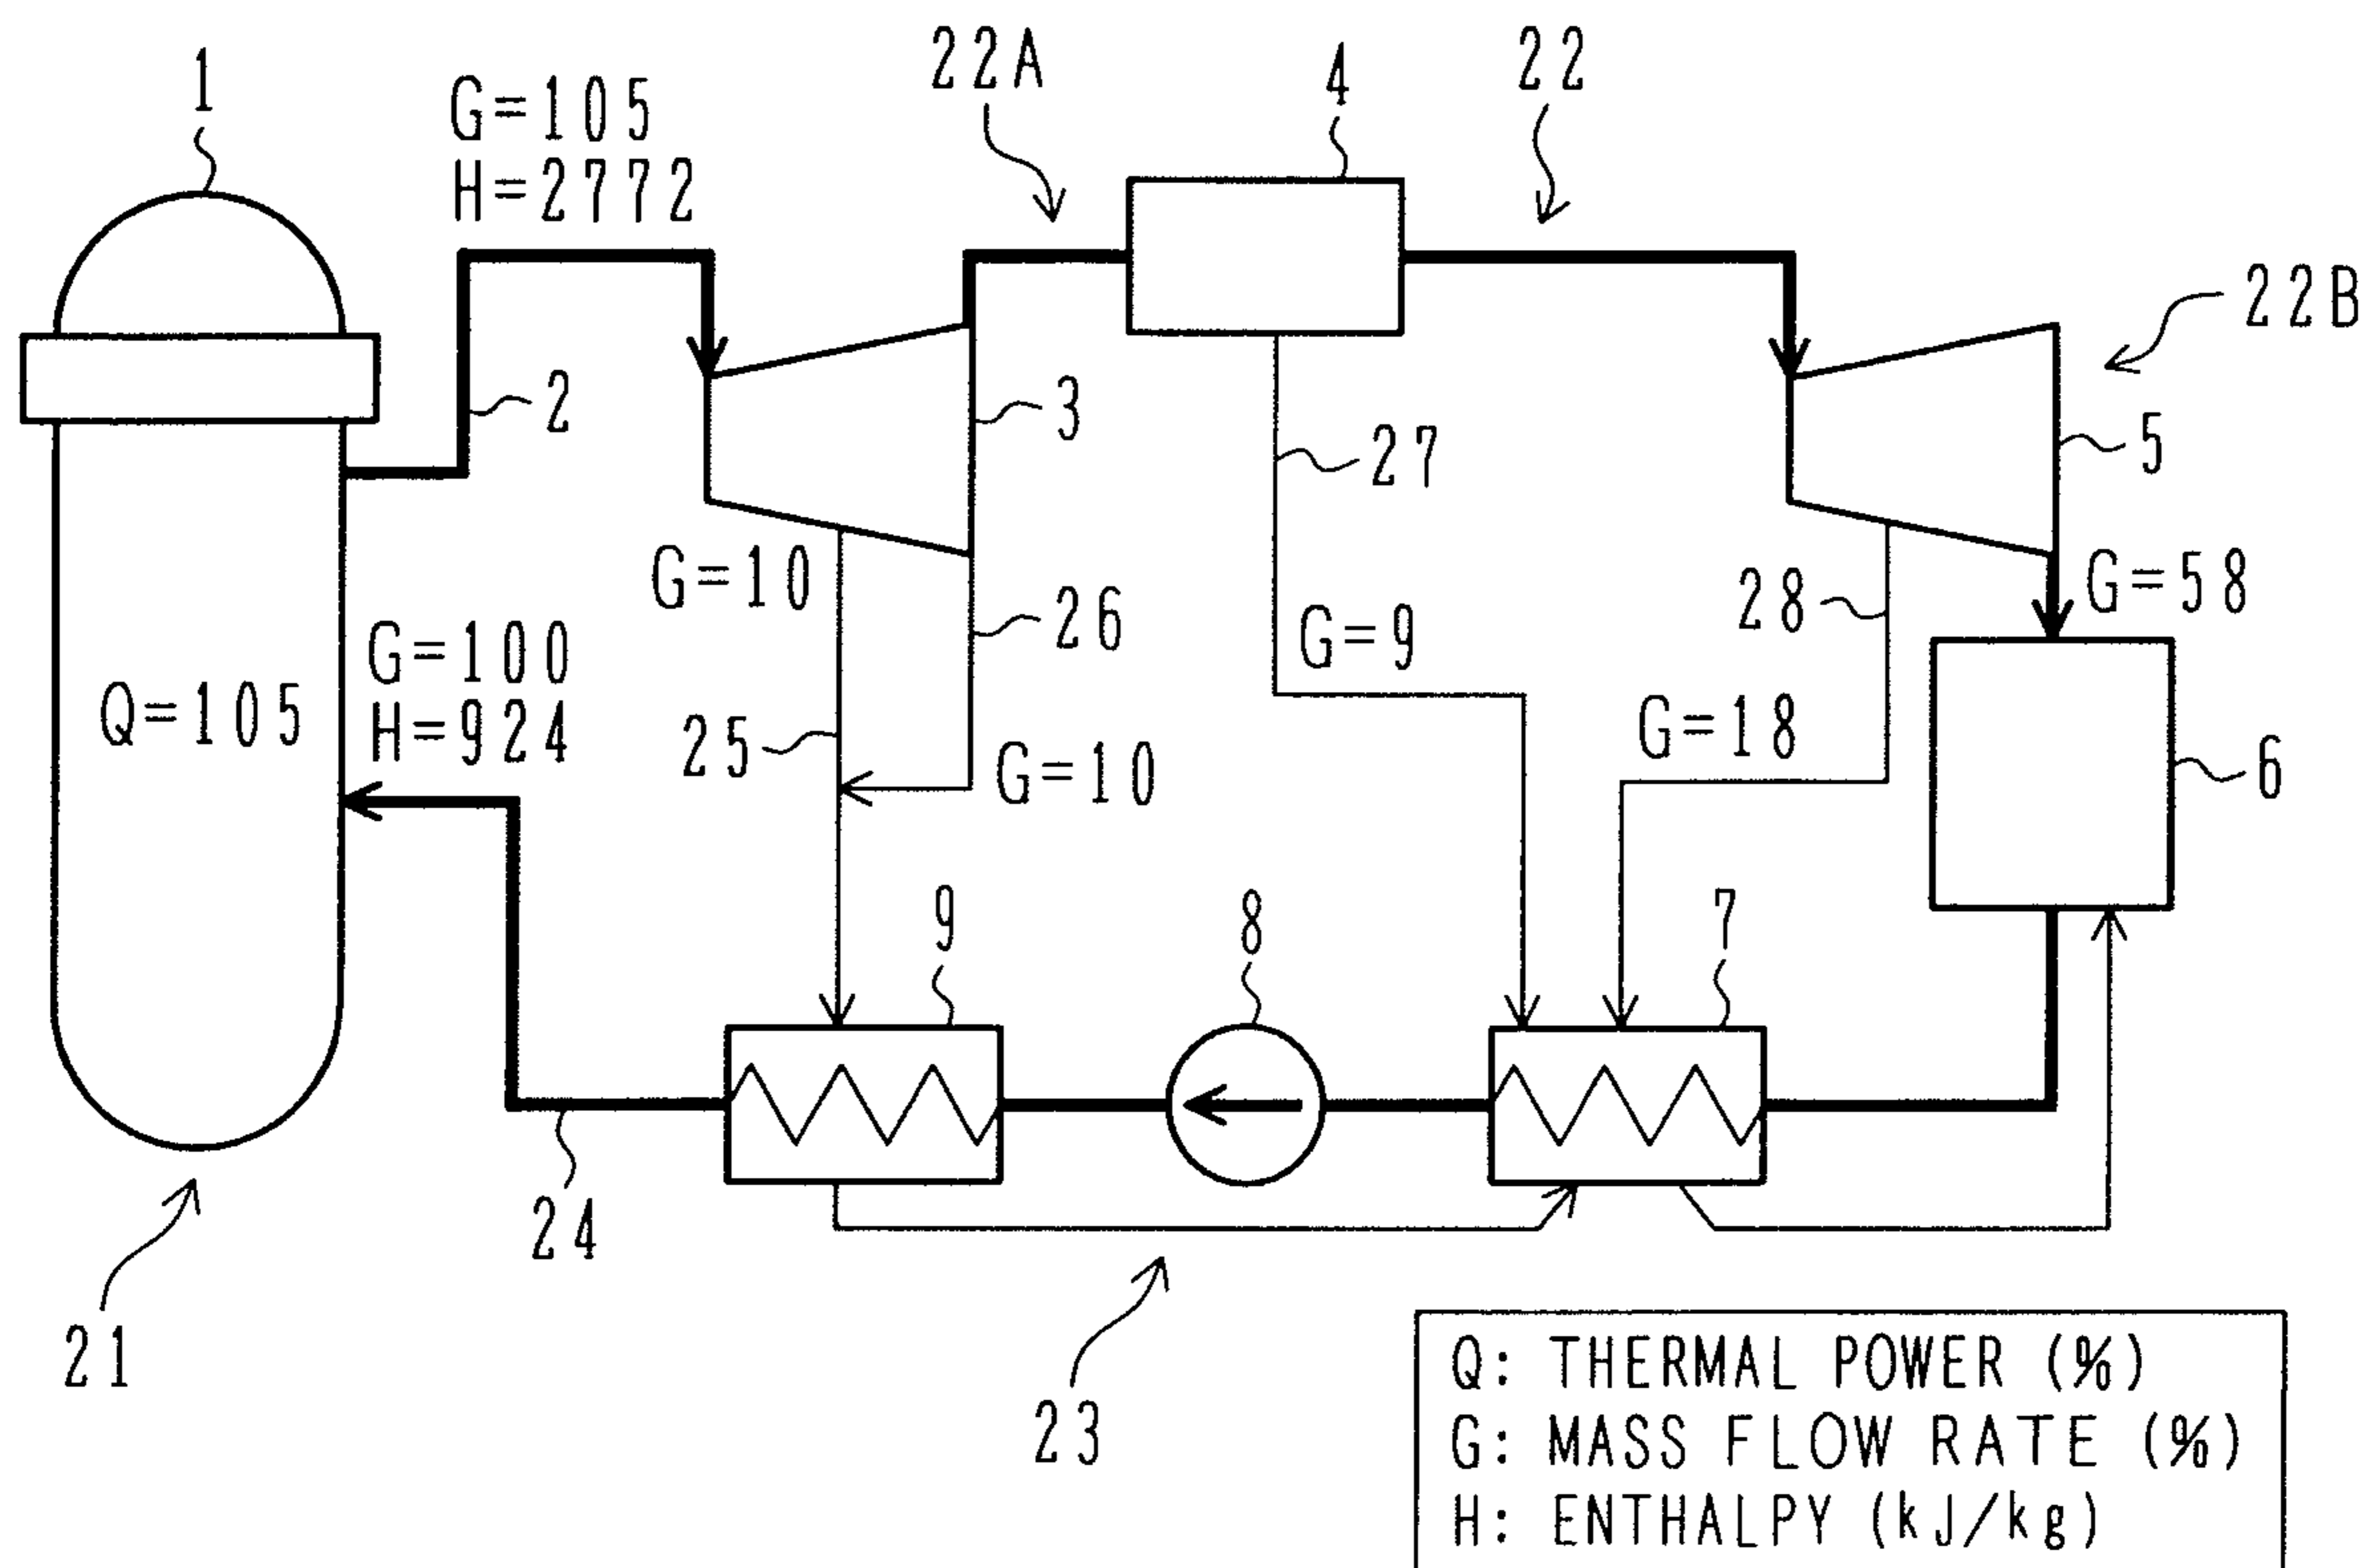 1
G=105
H=2772
22A
4
22
22B
2
3
27
5
G=10
26
28
G=58
G=100
H=924
Q=105
G=9
25
G=10
G=18
6
9
8
7
24
21
23
Q: THERMAL POWER (%)
G: MASS FLOW RATE (%)
H: ENTHALPY (kJ/kg)